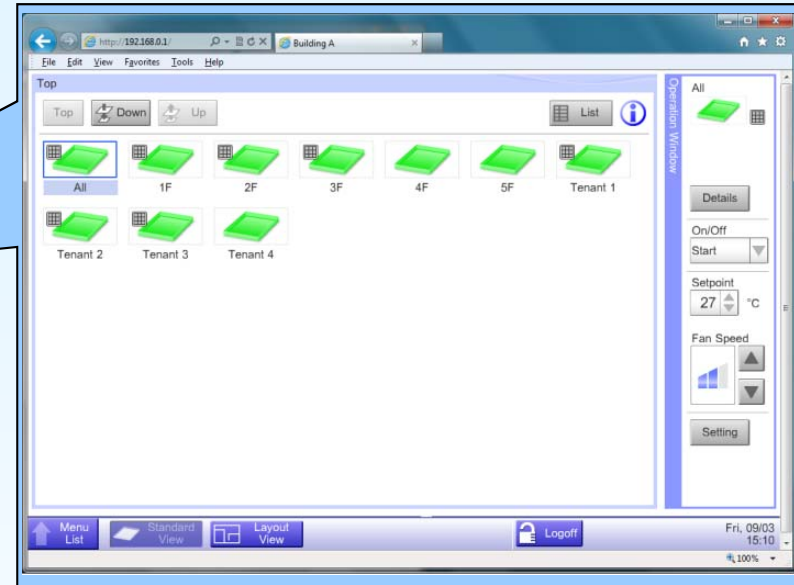 http://192.168.0.1/
Building A
File Edit View Favorites Tools Help
Top
Top Down Up List
All 1F 2F 3F 4F 5F Tenant 1
Tenant 2 Tenant 3 Tenant 4
Operation Window
All
Details
On/Off
Start
Setpoint
27 °C
Fan Speed
Setting
Menu List
Standard View
Layout View
Logoff
Fri, 09/03
15:10
100%